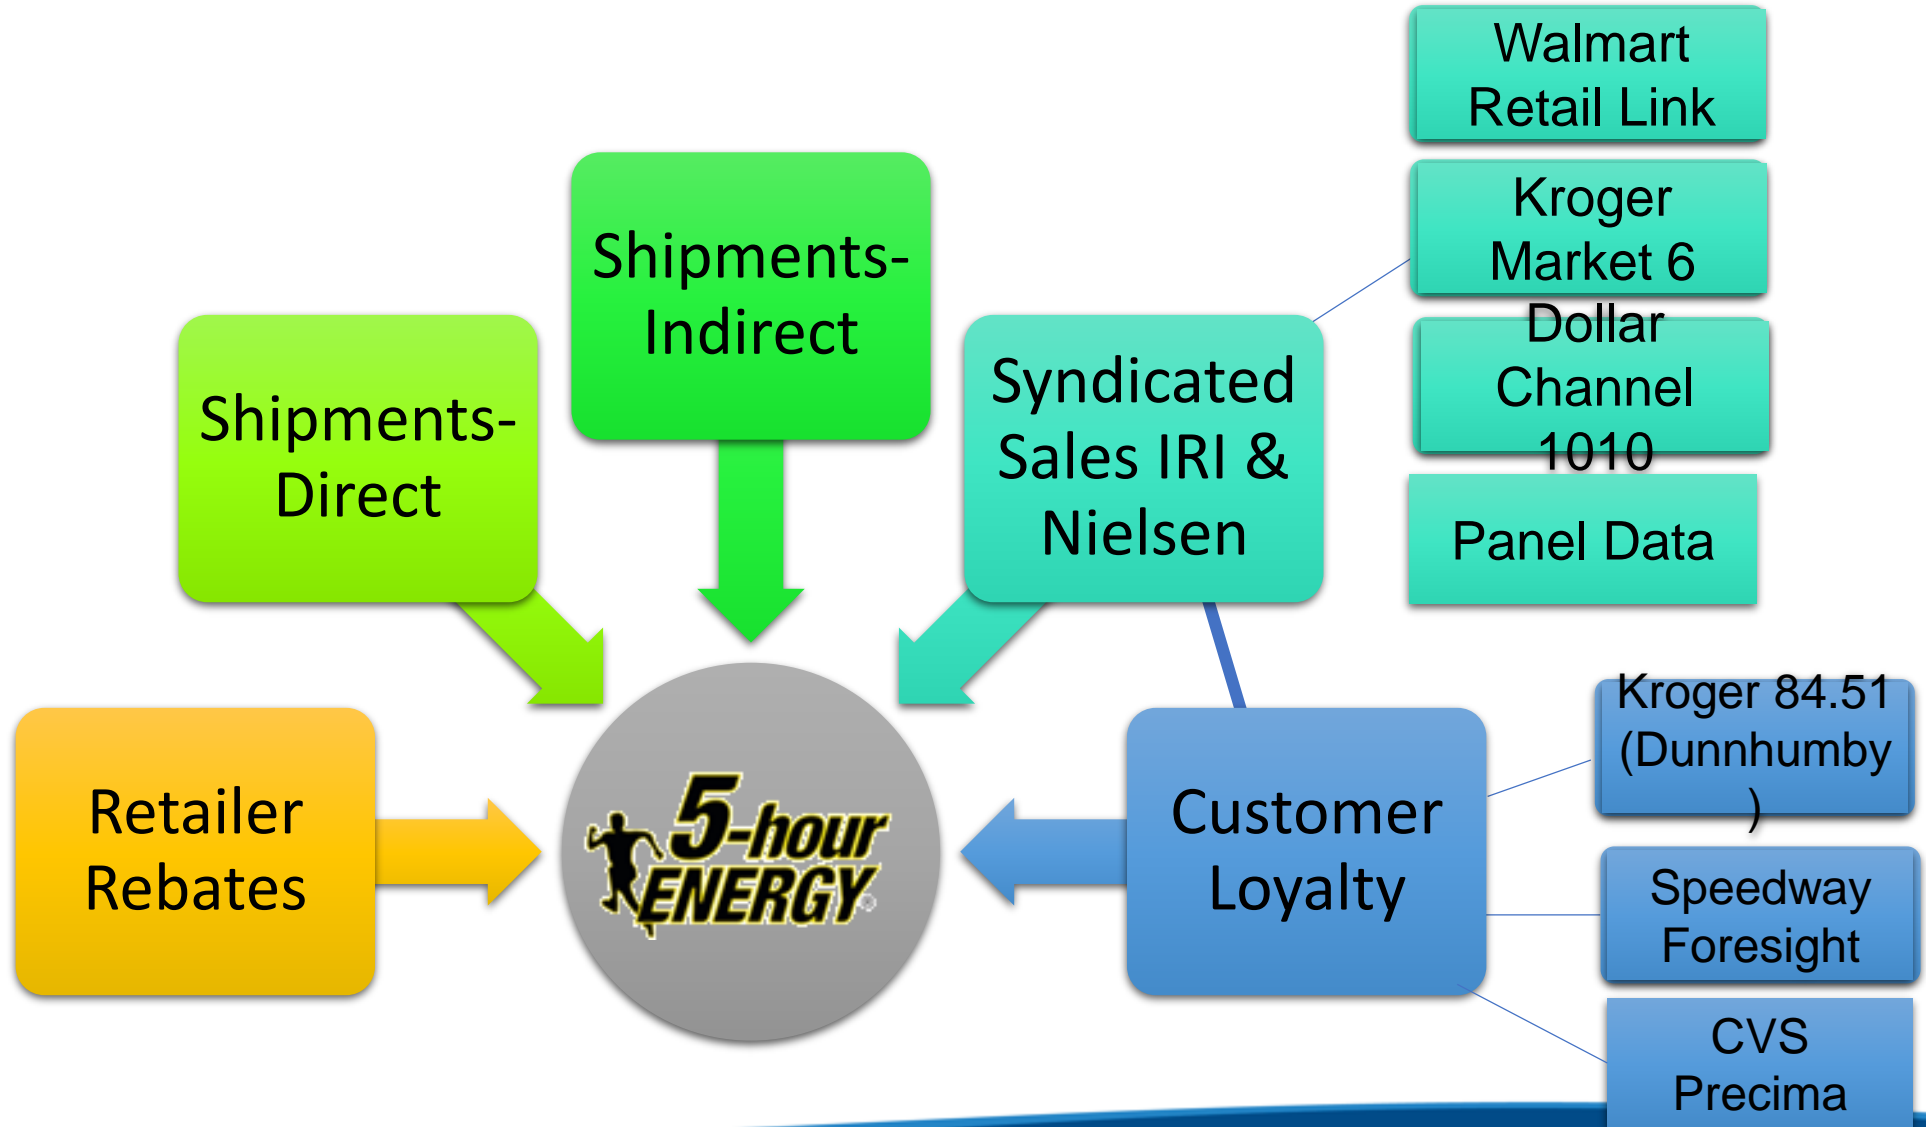 Walmart
Retail Link
Kroger
Market 6
Dollar
Channel
1010
Panel Data
Shipments-
Indirect
Shipments-
Direct
Syndicated
Sales IRI &
Nielsen
Retailer
Rebates
5-hour
ENERGY
Customer
Loyalty
Kroger 84.51
(Dunnhumby
)
Speedway
Foresight
CVS
Precima